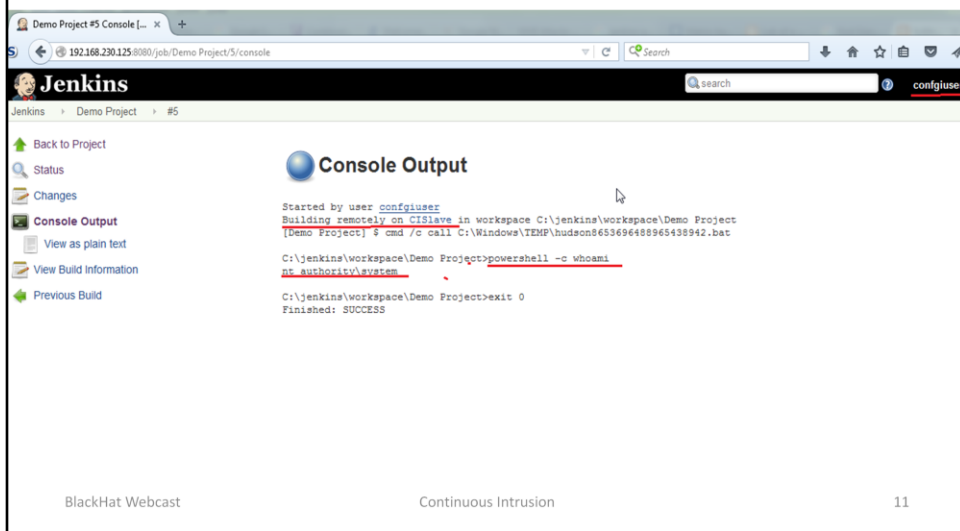 Demo Project #5 Console [...
192.168.230.125:8080/job/Demo Project/5/console
Search
Jenkins
search
confgiuse
Jenkins Demo Project #5
Back to Project
Status
Changes
Console Output
View as plain text
View Build Information
Previous Build
Console Output
Started by user confgiuser
Building remotely on CISlave in workspace C:\jenkins\workspace\Demo Project
[Demo Project] $ cmd /c call C:\Windows\TEMP\hudson8653696488965438942.bat
C:\jenkins\workspace\Demo Project>powershell -c whoami
nt authority\system
C:\jenkins\workspace\Demo Project>exit 0
Finished: SUCCESS
BlackHat Webcast
Continuous Intrusion
11